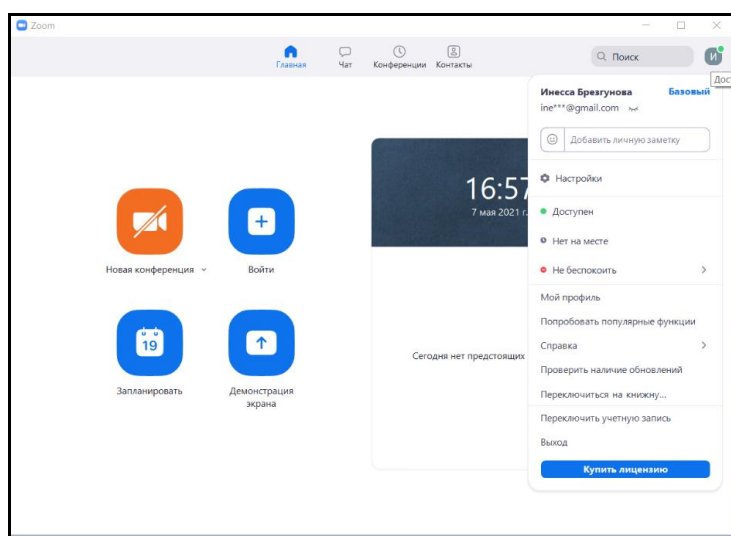 Zoom
Главная
Чат
Конференции
Контакты
Поиск
И
Дос
Инесса Брезгунова
Базовый
ine***@gmail.com
Добавить личную заметку
Настройки
16:57
7 мая 2021 г.
Доступен
Нет на месте
Не беспокоить
Новая конференция
Войти
Мой профиль
Попробовать популярные функции
19
Справка
Сегодня нет предстоящих
Проверить наличие обновлений
Запланировать
Демонстрация
экрана
Переключиться на книжну...
Переключить учетную запись
Выход
Купить лицензию